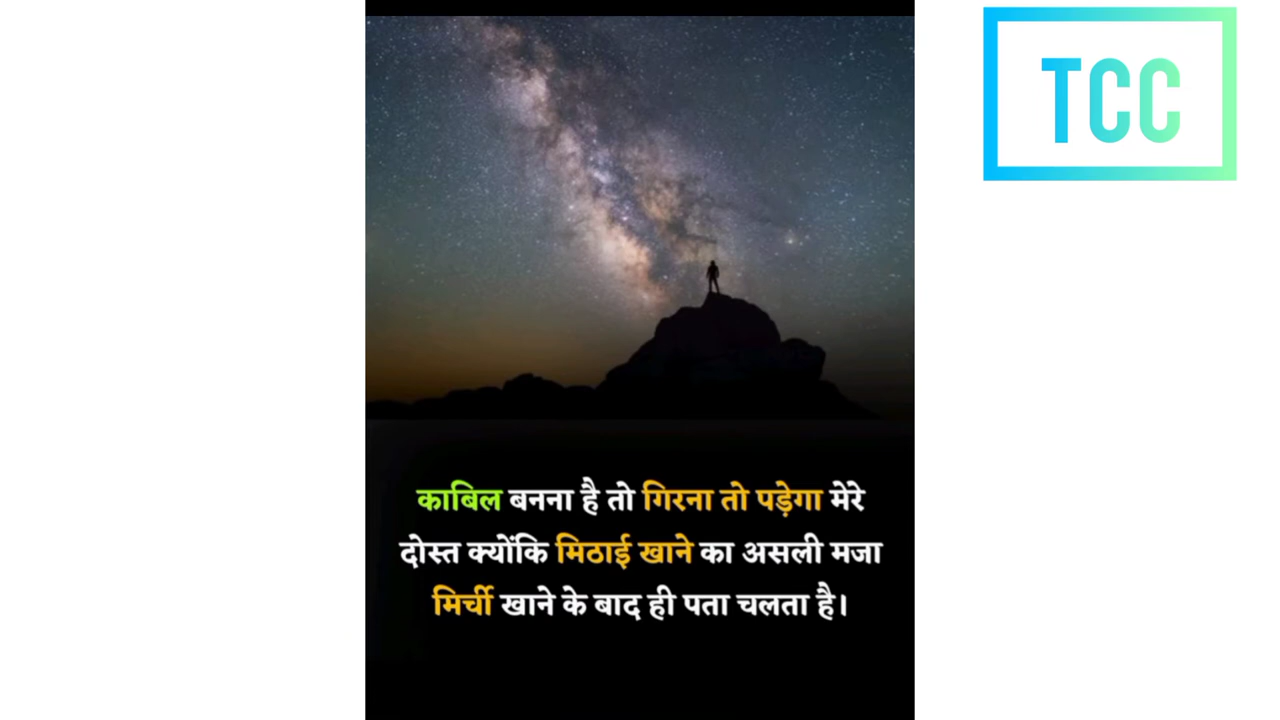 TCC
काबिल बनना है तो गिरना तो पड़ेगा मेरे
दोस्त क्योंकि मिठाई खाने का असली मजा
मिर्ची खाने के बाद ही पता चलता है।